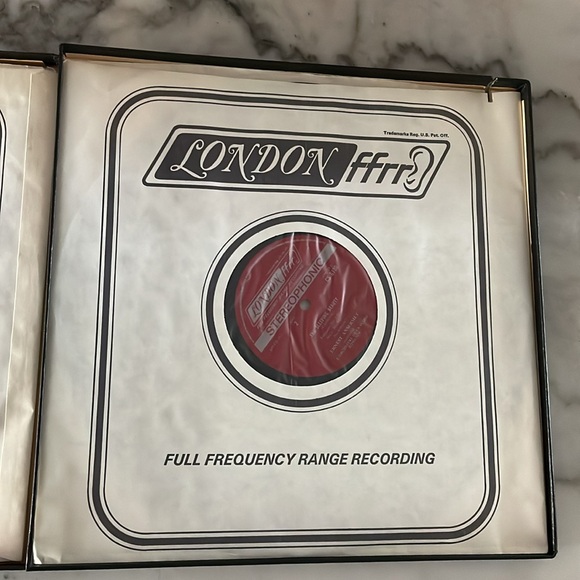 Trademarks Reg. U.S. Pat. Off.
LONDON ffrr
LONDON ffrr
STEREOPHONIC
FULL FREQUENCY RANGE RECORDING